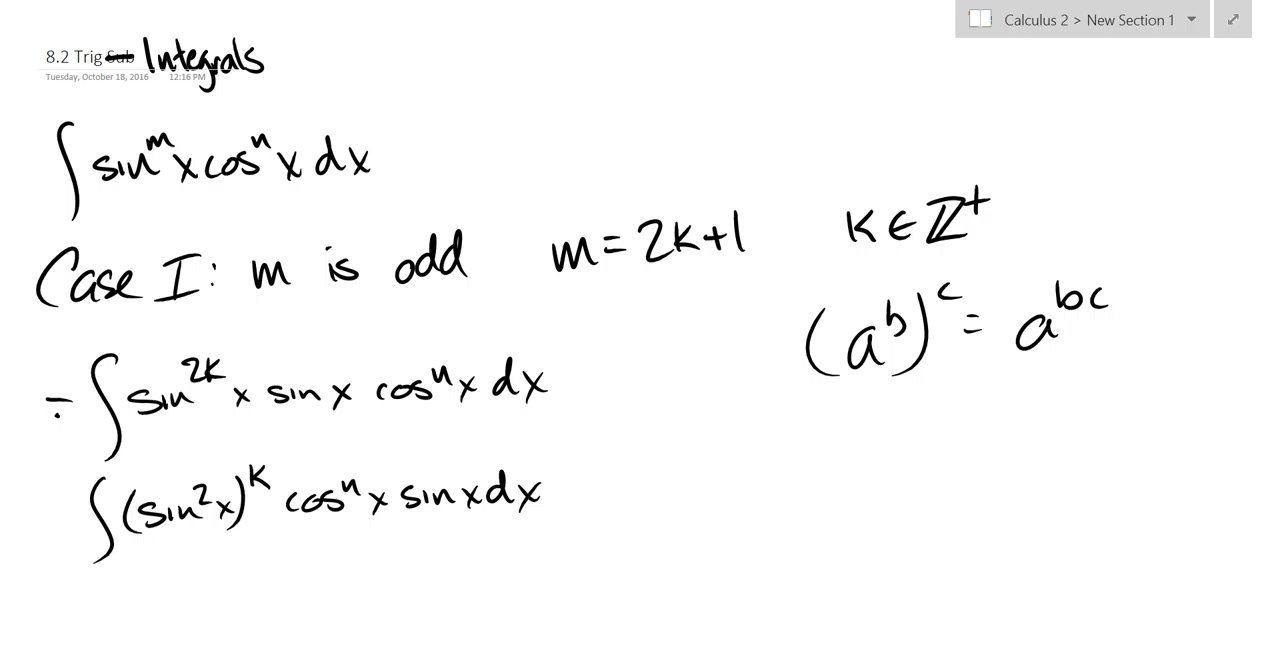 Calculus 2 > New Section 1
8.2 Trig Sub Integrals
Tuesday, October 18, 2016 12:16 PM
∫ sin^m x cos^n x dx
Case I: m is odd m = 2k+1 k ∈ ℤ^+
(a^b)^c = a^bc
= ∫ sin^2k x sin x cos^n x dx
∫ (sin^2 x)^k cos^n x sin x dx